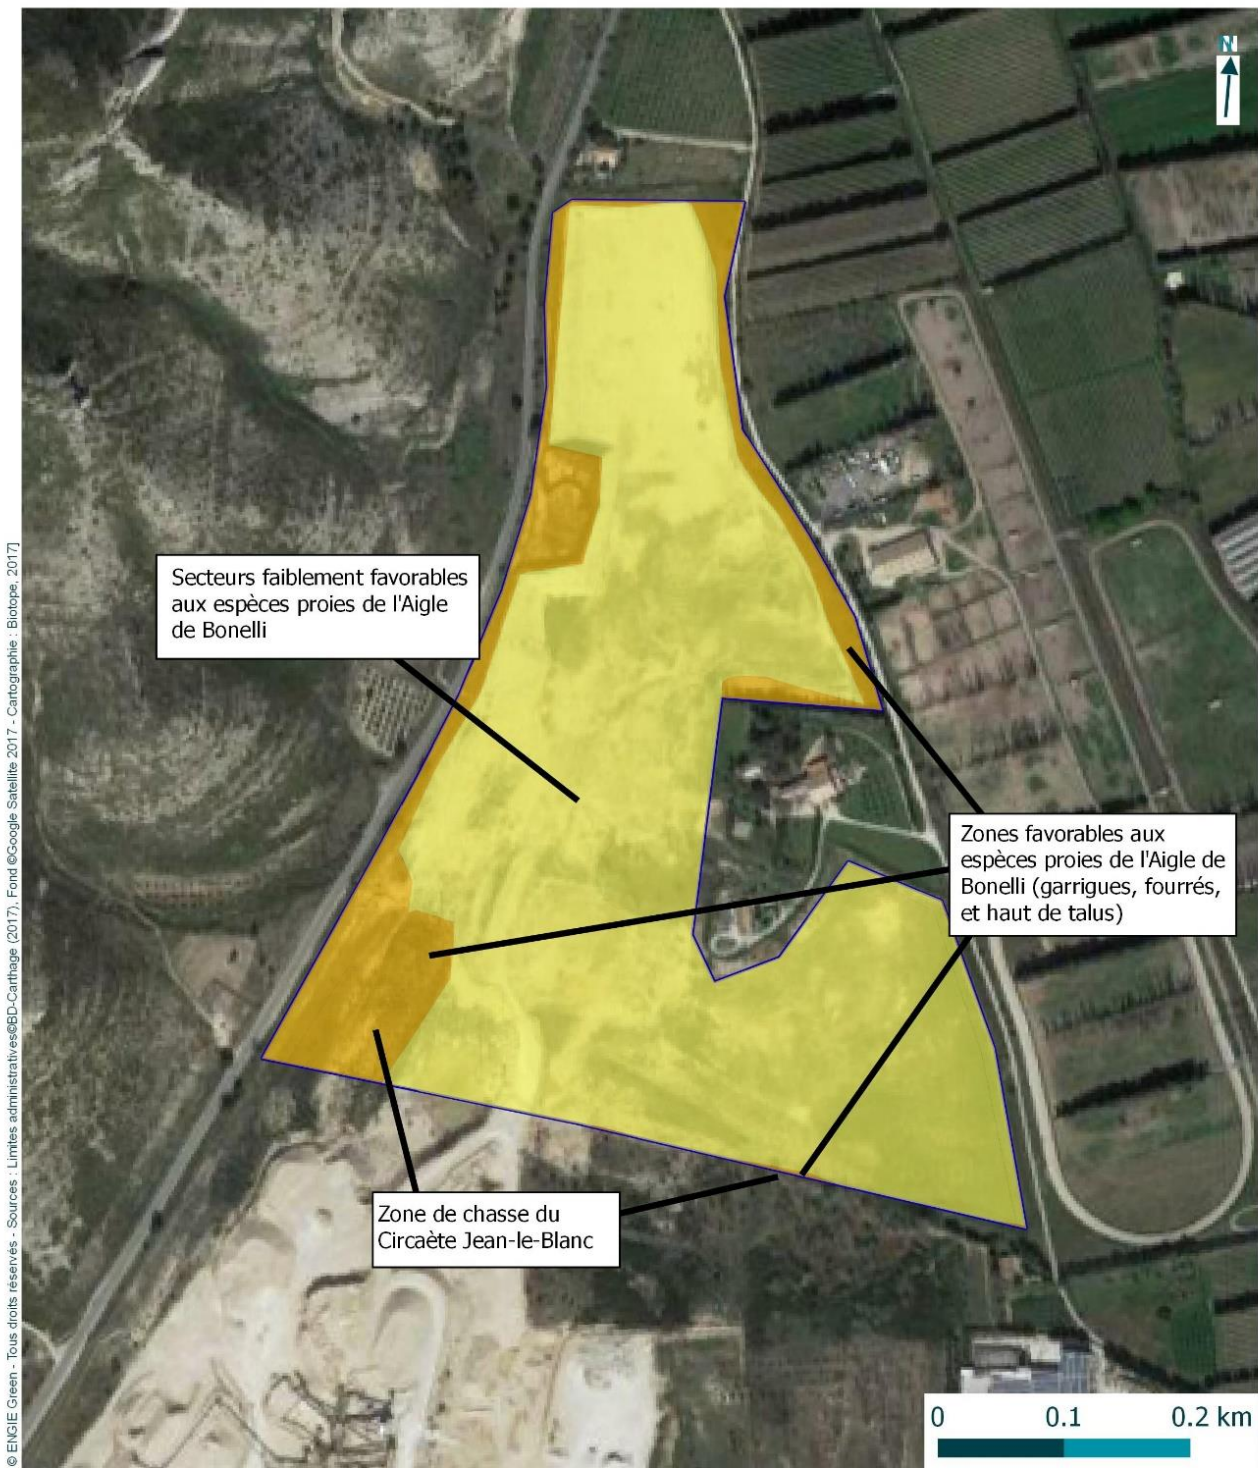 N
Secteurs faiblement favorables
aux espèces proies de l'Aigle
de Bonelli
Zones favorables aux
espèces proies de l'Aigle de
Bonelli (garrigues, fourrés,
et haut de talus)
Zone de chasse du
Circaète Jean-le-Blanc
0 0.1 0.2 km
© ENGIE Green - Tous droits réservés - Sources : Limites administratives©BD-Carthage (2017), Fond ©Google Satellite 2017 - Cartographie : Biotope, 2017]